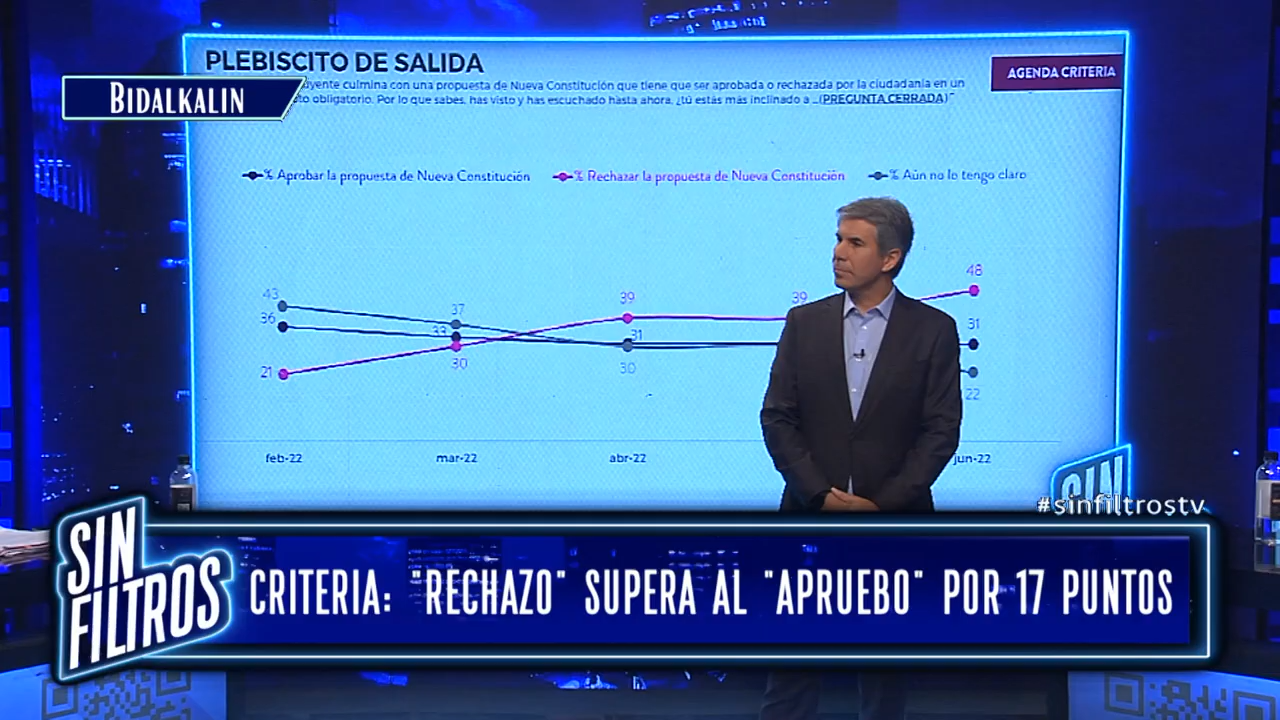 PLEBISCITO DE SALIDA
AGENDA CRITERIA
BIDALKALIN
uyente culmina con una propuesta de Nueva Constitución que tiene que ser aprobada o rechazada por la ciudadanía en un
to obligatorio. Por lo que sabes, has visto y has escuchado hasta ahora, ¿tú estás más inclinado a ...(PREGUNTA CERRADA)"
% Aprobar la propuesta de Nueva Constitución % Rechazar la propuesta de Nueva Constitución % Aún no lo tengo claro
43 37 39 39 48
36 33 31 31
21 30 30 22
feb-22 mar-22 abr-22 jun-22
SIN
#sinfiltrostv
SIN
FILTROS
CRITERIA: "RECHAZO" SUPERA AL "APRUEBO" POR 17 PUNTOS